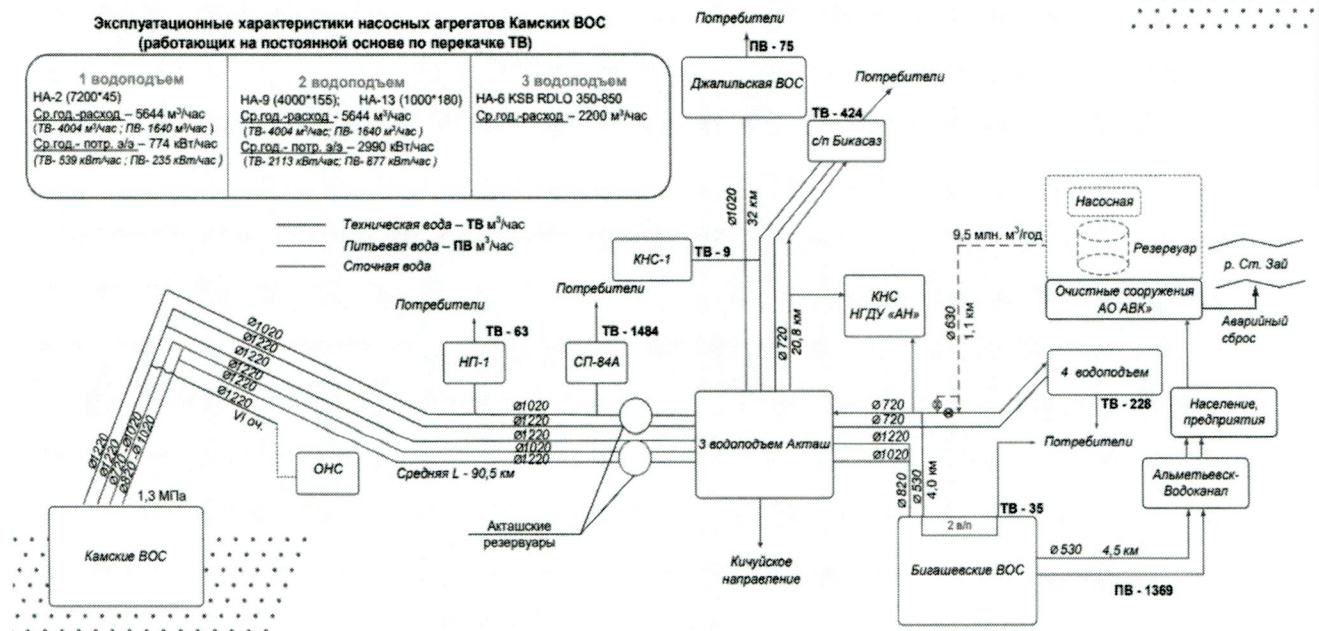 Эксплуатационные характеристики насосных агрегатов Камских ВОС
(работающих на постоянной основе по перекачке ТВ)
1 водоподъем
НА-2 (7200*45)
Ср.год.-расход – 5644 м³/час
(ТВ- 4004 м³/час ; ПВ- 1640 м³/час )
Ср.год.- потр. э/э – 774 кВт/час
(ТВ- 539 кВт/час ; ПВ- 235 кВт/час )
2 водоподъем
НА-9 (4000*155); НА-13 (1000*180)
Ср.год.-расход - 5644 м³/час
(ТВ- 4004 м³/час; ПВ- 1640 м³/час )
Ср.год.- потр. э/э – 2990 кВт/час
(ТВ- 2113 кВт/час; ПВ- 877 кВт/час )
3 водоподъем
НА-6 KSB RDLO 350-850
Ср.год.-расход – 2200 м³/час
Техническая вода – ТВ м³/час
Питьевая вода – ПВ м³/час
Сточная вода
Потребители
ПВ - 75
Джалильская ВОС
Потребители
ТВ - 424
с/п Бикасаз
Ø1020
32 км
КНС-1
ТВ - 9
Ø 720
20,8 км
КНС
НГДУ «АН»
9,5 млн. м³/год
Насосная
Резервуар
Очистные сооружения
АО АВК»
р. Ст. Зай
Аварийный
сброс
Ø 630
1,1 км
4 водоподъем
ТВ - 228
Потребители
Население,
предприятия
Альметьевск-
Водоканал
Потребители
ТВ - 63
НП-1
Потребители
ТВ - 1484
СП-84А
Ø1020
Ø1220
Ø1220
Ø1220
Ø1220
VI оч.
Ø1220
Ø1220
Ø720 - Ø1020
Ø820 - Ø1020
1,3 МПа
Камские ВОС
ОНС
Средняя L - 90,5 км
Ø1020
Ø1220
Ø1220
Ø1020
Ø1220
Акташские
резервуары
3 водоподъем Акташ
Кичуйское
направление
Ø 720
Ø 720
Ø1220
Ø1020
Ø 820
Ø 530
4,0 км
ТВ - 35
2 в/п
Бигашевские ВОС
Ø 530 4,5 км
ПВ - 1369